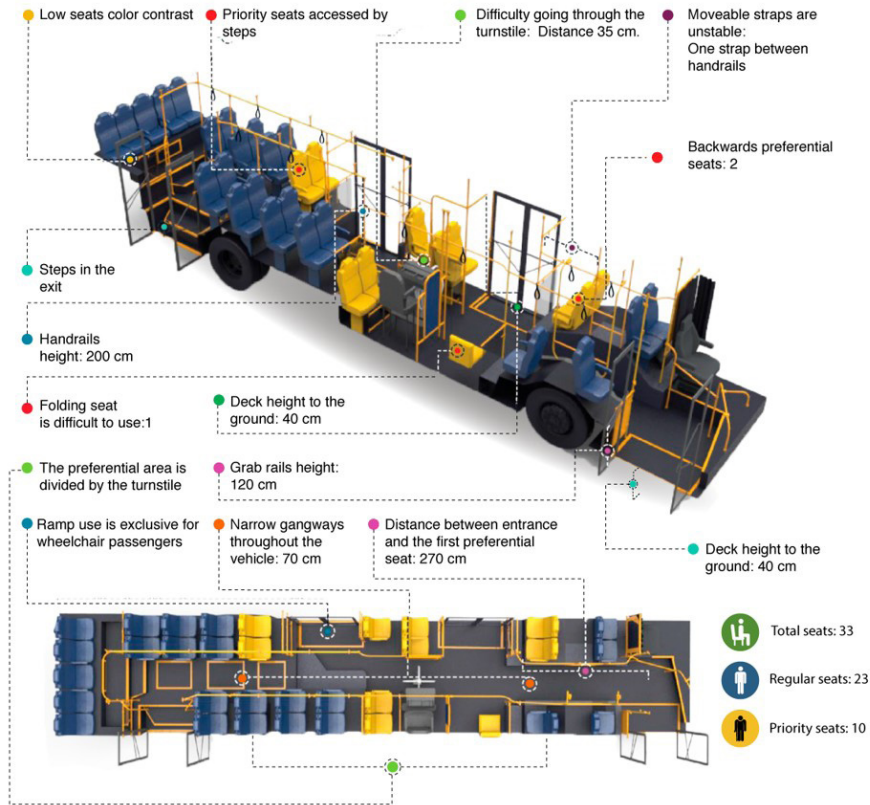 Low seats color contrast
Priority seats accessed by
steps
Difficulty going through the
turnstile: Distance 35 cm.
Moveable straps are
unstable:
One strap between
handrails
Backwards preferential
seats: 2
Steps in the
exit
Handrails
height: 200 cm
Folding seat
is difficult to use:1
Deck height to the
ground: 40 cm
The preferential area is
divided by the turnstile
Grab rails height:
120 cm
Ramp use is exclusive for
wheelchair passengers
Narrow gangways
throughout the
vehicle: 70 cm
Distance between entrance
and the first preferential
seat: 270 cm
Deck height to the
ground: 40 cm
Total seats: 33
Regular seats: 23
Priority seats: 10